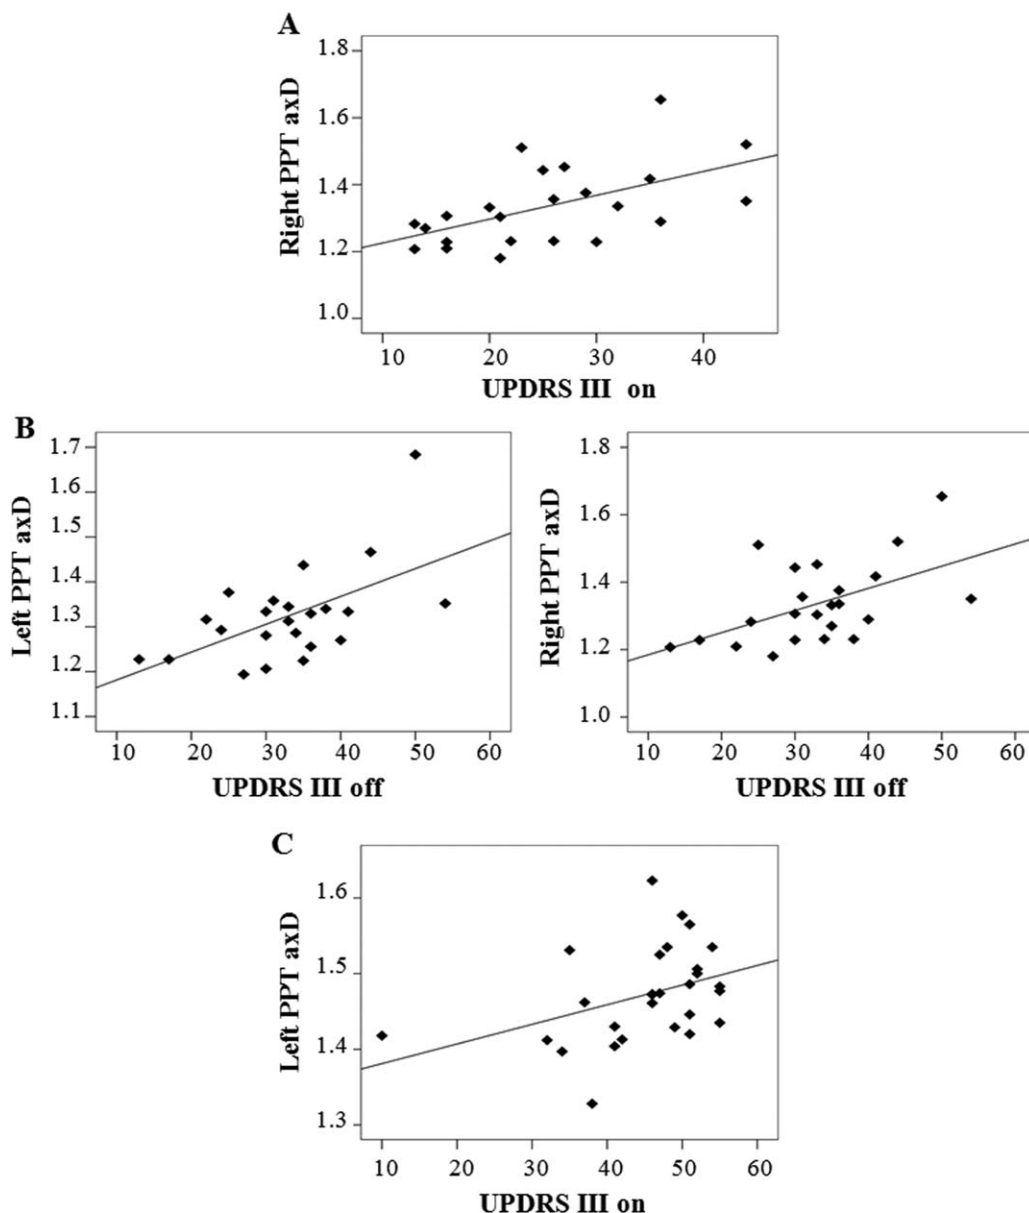 A
Right PPT axD
1.8
1.6
1.4
1.2
1.0
10 20 30 40
UPDRS III on
B
Left PPT axD
1.7
1.6
1.5
1.4
1.3
1.2
1.1
10 20 30 40 50 60
UPDRS III off
Right PPT axD
1.8
1.6
1.4
1.2
1.0
10 20 30 40 50 60
UPDRS III off
C
Left PPT axD
1.6
1.5
1.4
1.3
10 20 30 40 50 60
UPDRS III on